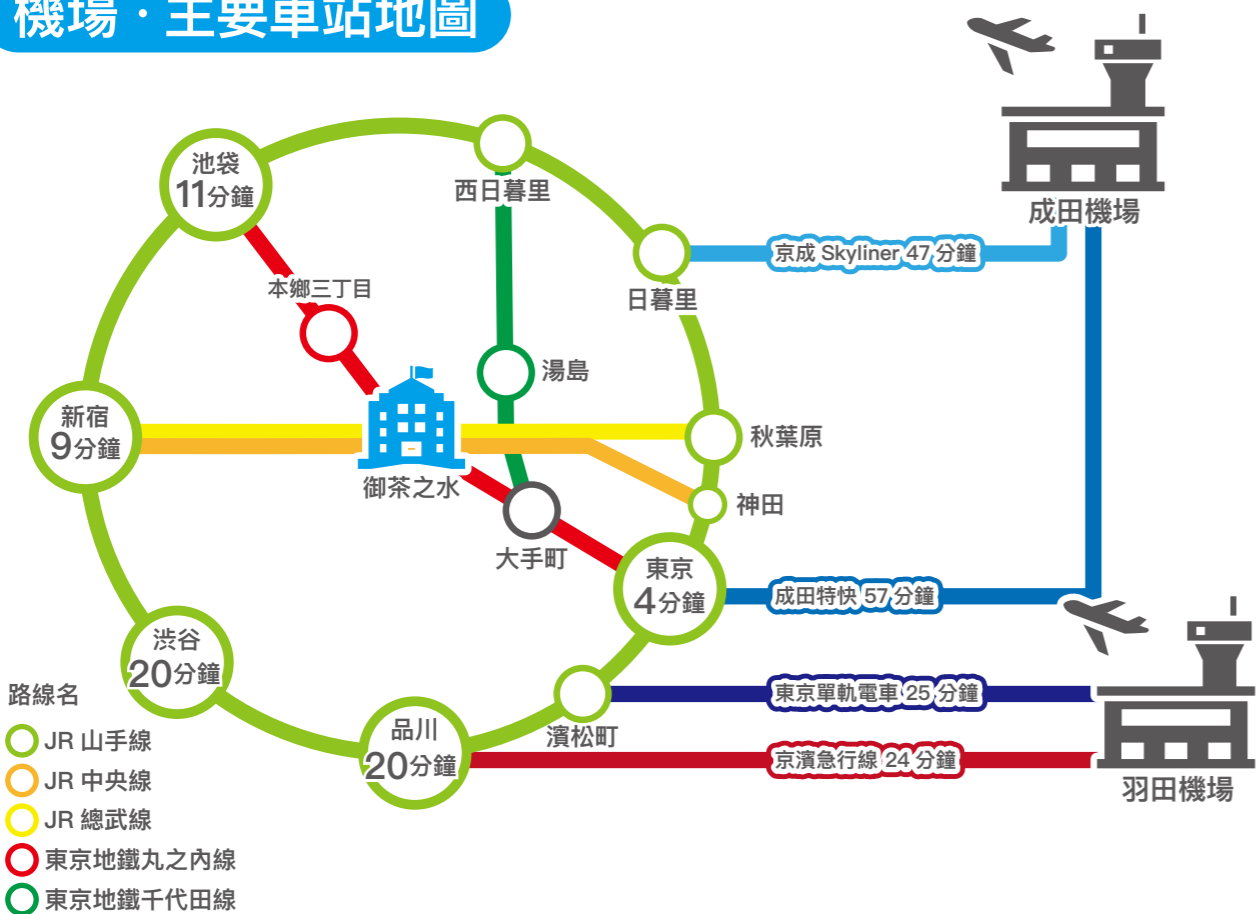 機場・主要車站地圖
成田機場
池袋
11分鐘
西日暮里
京成 Skyliner 47 分鐘
日暮里
本鄉三丁目
湯島
新宿
9分鐘
秋葉原
御茶之水
神田
大手町
東京
4分鐘
成田特快 57 分鐘
渋谷
20分鐘
東京單軌電車 25 分鐘
濱松町
品川
20分鐘
京濱急行線 24 分鐘
羽田機場
路線名
JR 山手線
JR 中央線
JR 總武線
東京地鐵丸之內線
東京地鐵千代田線